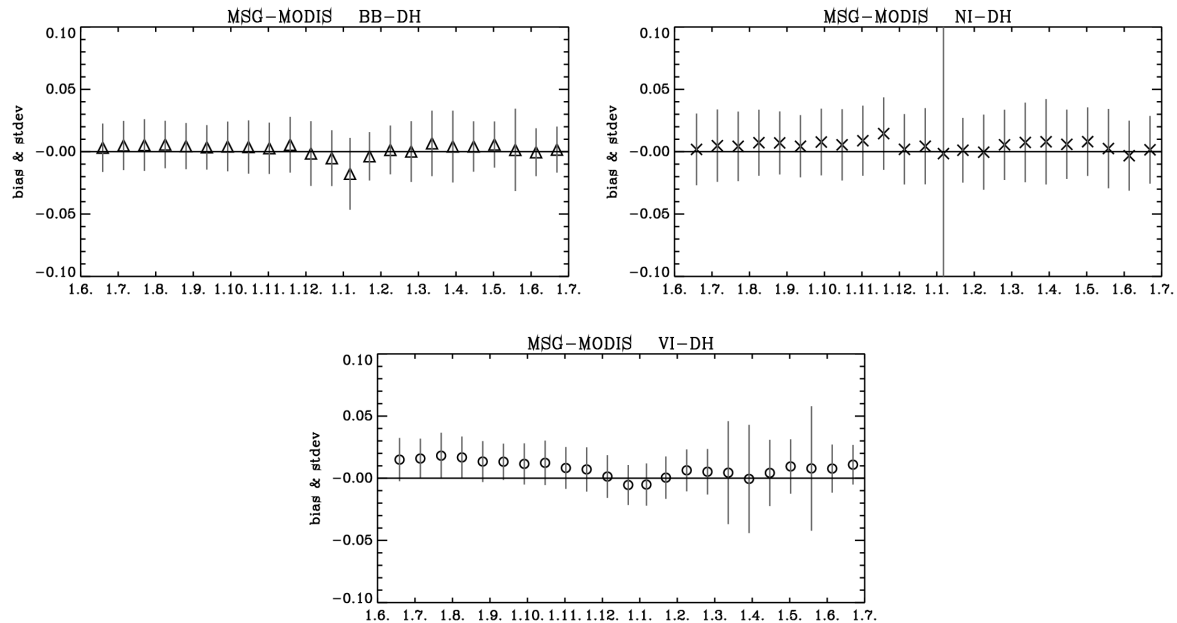 MSG-MODIS BB-DH
0.10
0.05
-0.00
-0.05
-0.10
bias & stdev
1.6. 1.7. 1.8. 1.9. 1.10. 1.11. 1.12. 1.1. 1.2. 1.3. 1.4. 1.5. 1.6. 1.7.
MSG-MODIS NI-DH
0.10
0.05
-0.00
-0.05
-0.10
bias & stdev
1.6. 1.7. 1.8. 1.9. 1.10. 1.11. 1.12. 1.1. 1.2. 1.3. 1.4. 1.5. 1.6. 1.7.
MSG-MODIS VI-DH
0.10
0.05
-0.00
-0.05
-0.10
bias & stdev
1.6. 1.7. 1.8. 1.9. 1.10. 1.11. 1.12. 1.1. 1.2. 1.3. 1.4. 1.5. 1.6. 1.7.